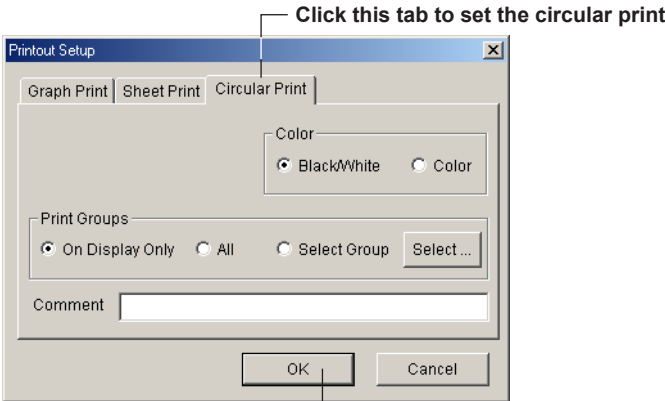 Click this tab to set the circular print
Printout Setup
Graph Print Sheet Print Circular Print
Color
Black/White Color
Print Groups
On Display Only All Select Group Select ...
Comment
OK Cancel